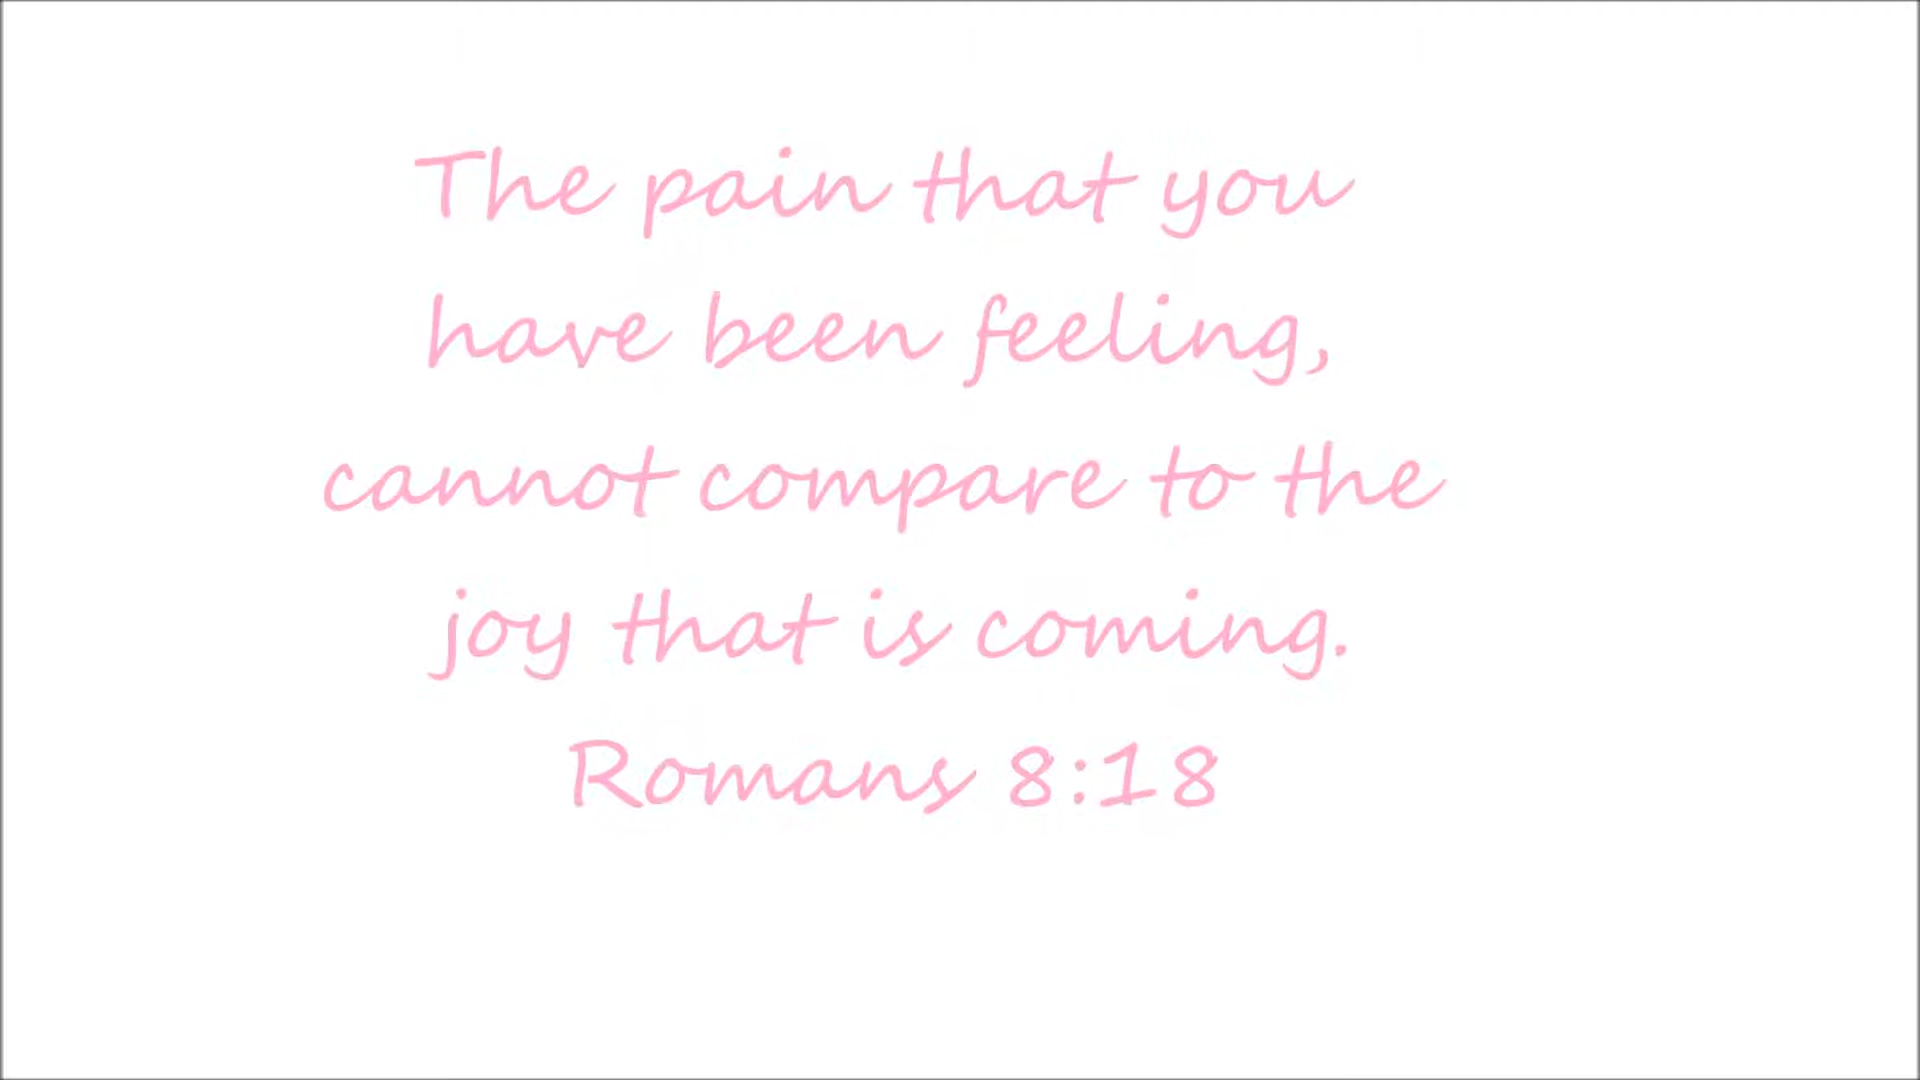 The pain that you
have been feeling,
cannot compare to the
joy that is coming.
Romans 8:18